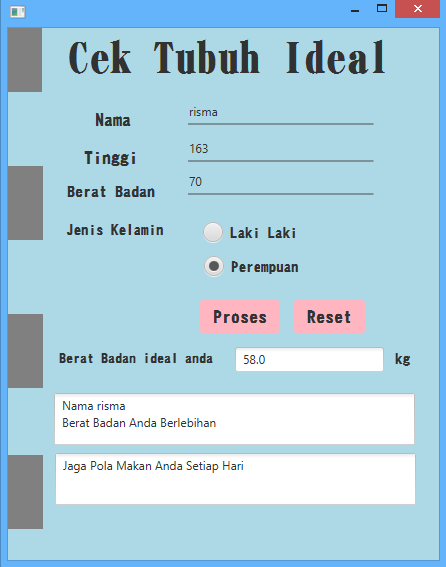 Cek Tubuh Ideal
Nama risma
Tinggi 163
Berat Badan 70
Jenis Kelamin Laki Laki
Perempuan
Proses Reset
Berat Badan ideal anda 58.0 kg
Nama risma
Berat Badan Anda Berlebihan
Jaga Pola Makan Anda Setiap Hari